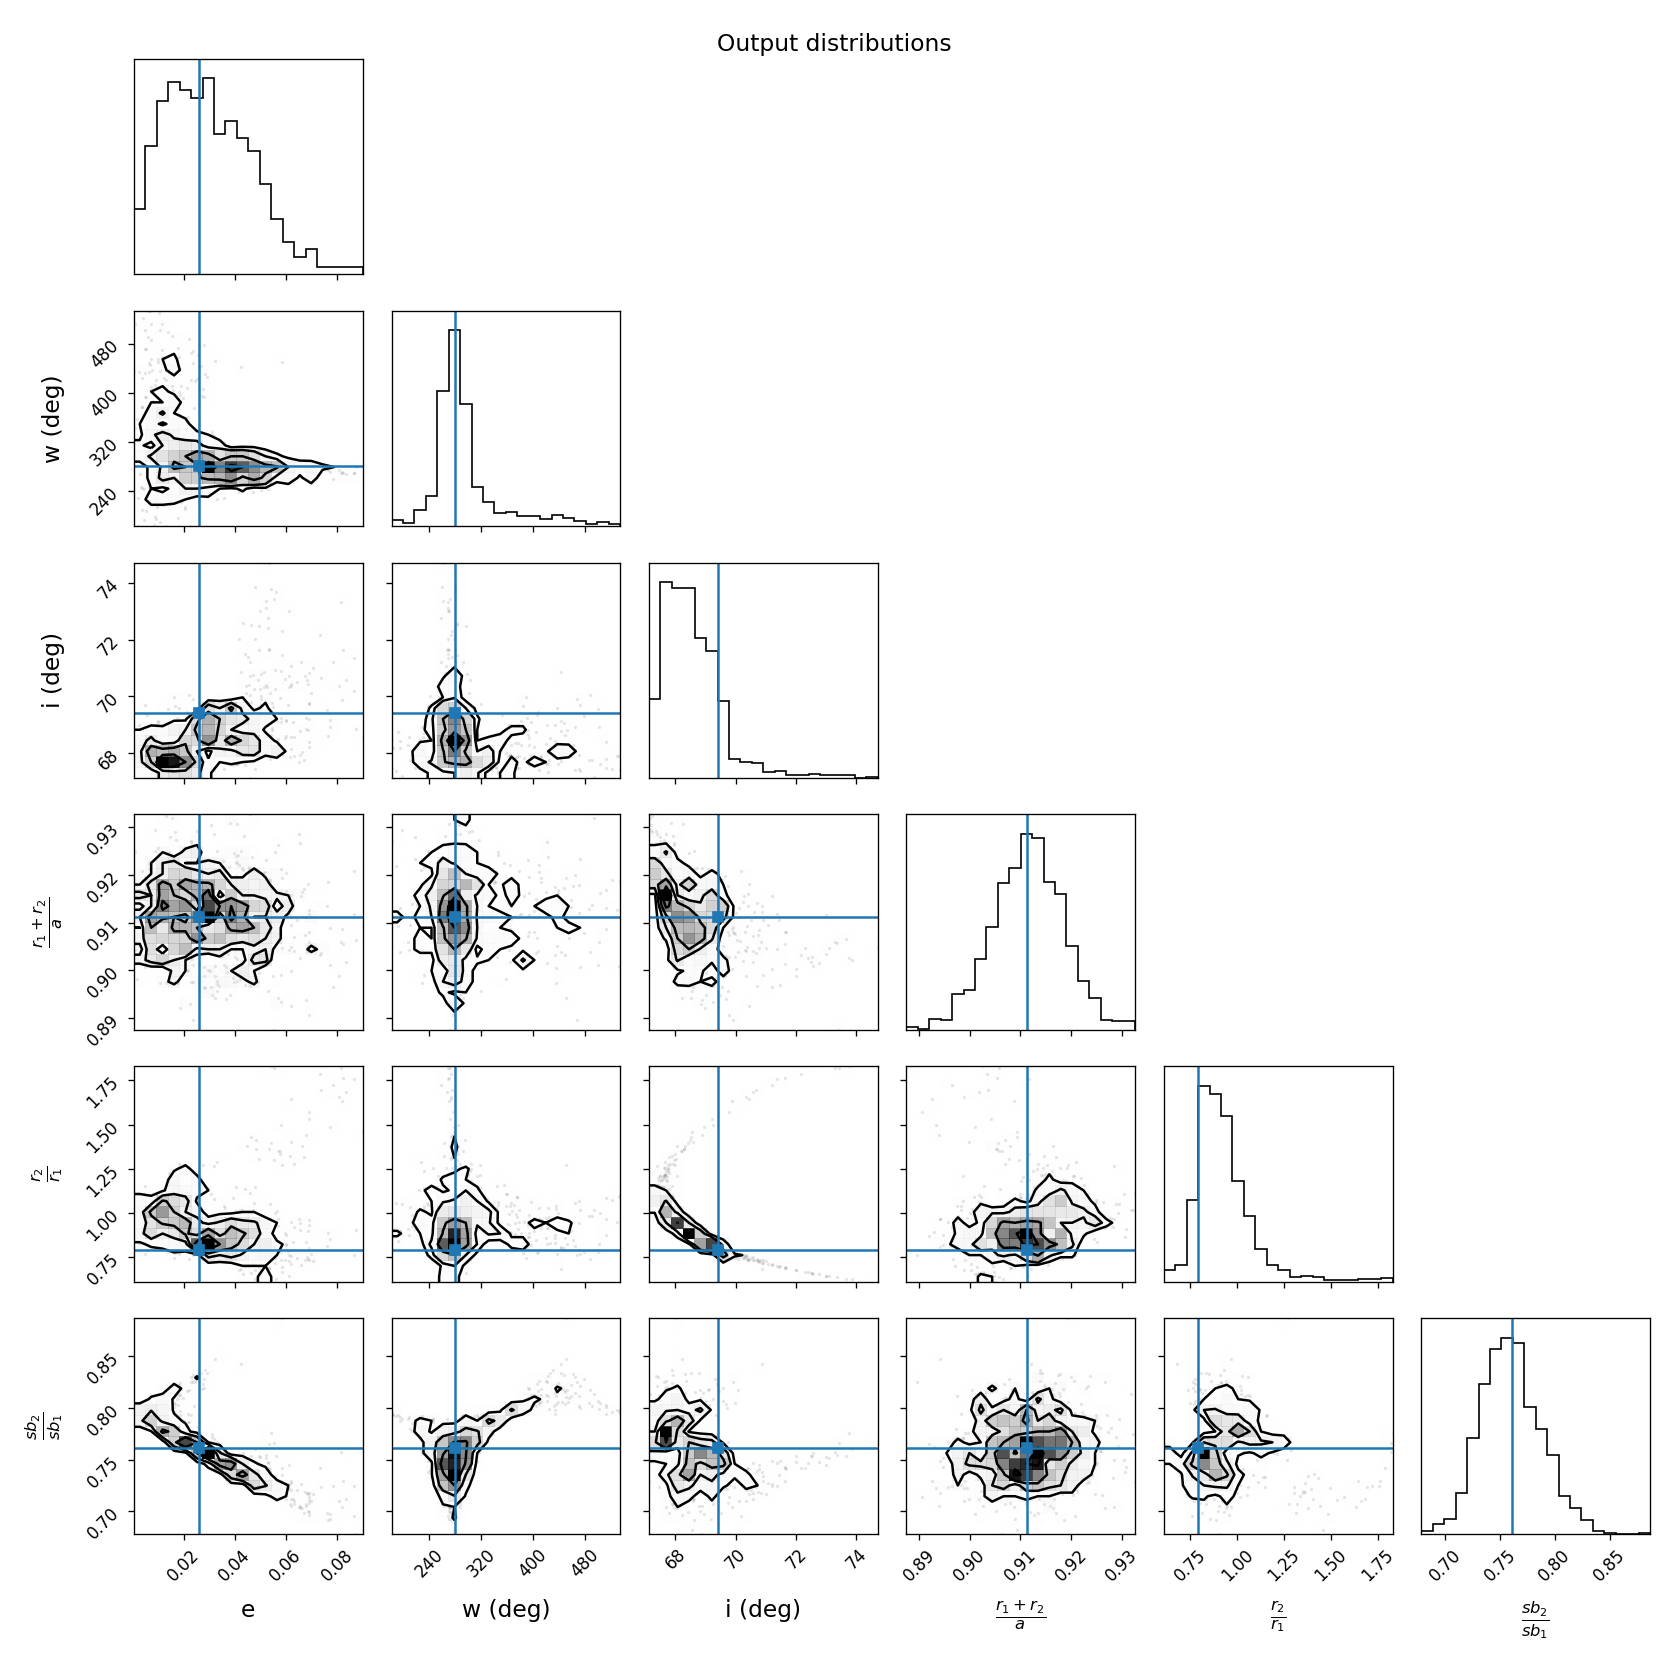 Output distributions
480
400
320
240
w (deg)
74
72
70
68
i (deg)
0.93
0.92
0.91
0.90
0.89
r₁ + r₂
a
1.75
1.50
1.25
1.00
0.75
r₂
r₁
0.85
0.80
0.75
0.70
sb₂
sb₁
0.02 0.04 0.06 0.08 240 320 400 480 68 70 72 74 0.89 0.90 0.91 0.92 0.93 0.75 1.00 1.25 1.50 1.75 0.70 0.75 0.80 0.85
e w (deg) i (deg) r₁ + r₂ / a r₂ / r₁ sb₂ / sb₁